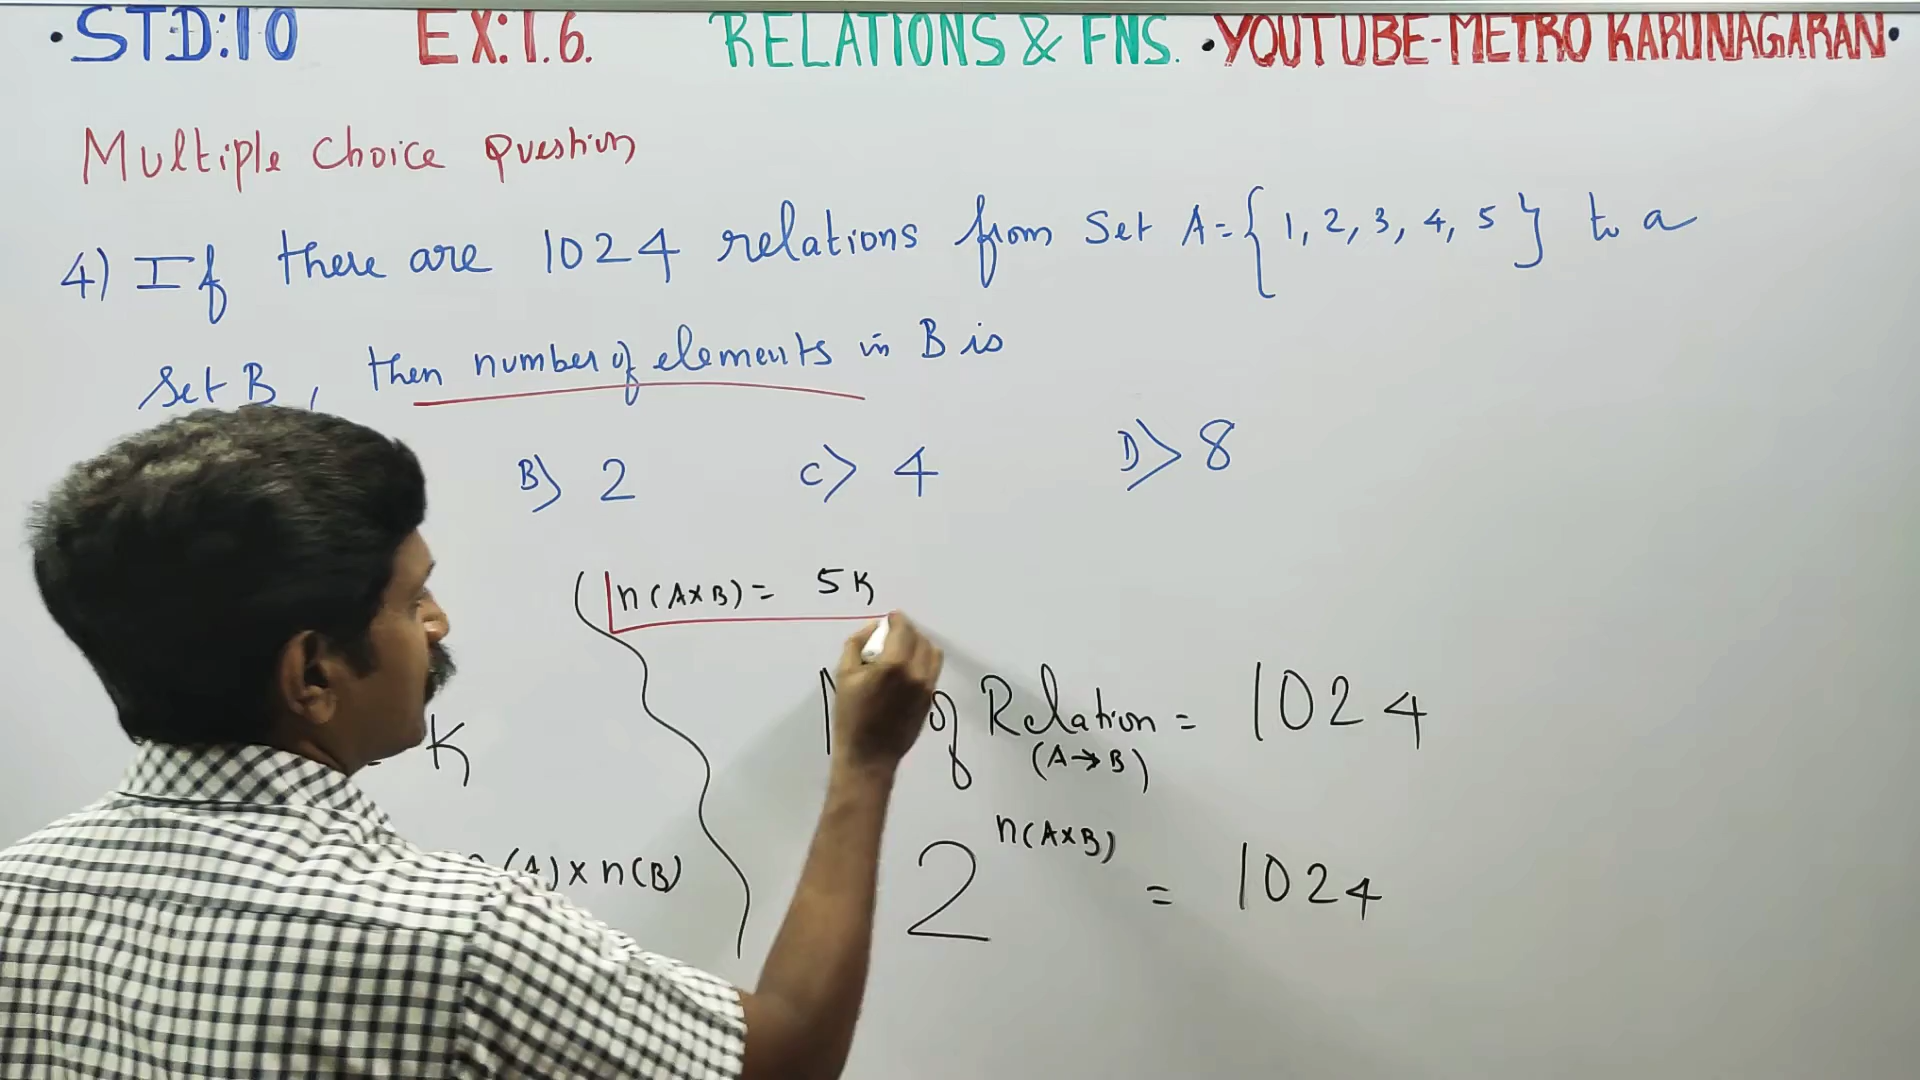 •STD:10 EX:1.6. RELATIONS & FNS. •YOUTUBE-METRO KARUNAGARAN•
Multiple Choice Question
4) If there are 1024 relations from Set A={1, 2, 3, 4, 5} to a
Set B, then number of elements in B is
B) 2 C> 4 D> 8
n(A×B)= 5K
of Relation = 1024
(A→B)
K
2^n(A×B) = 1024
(A)×n(B)